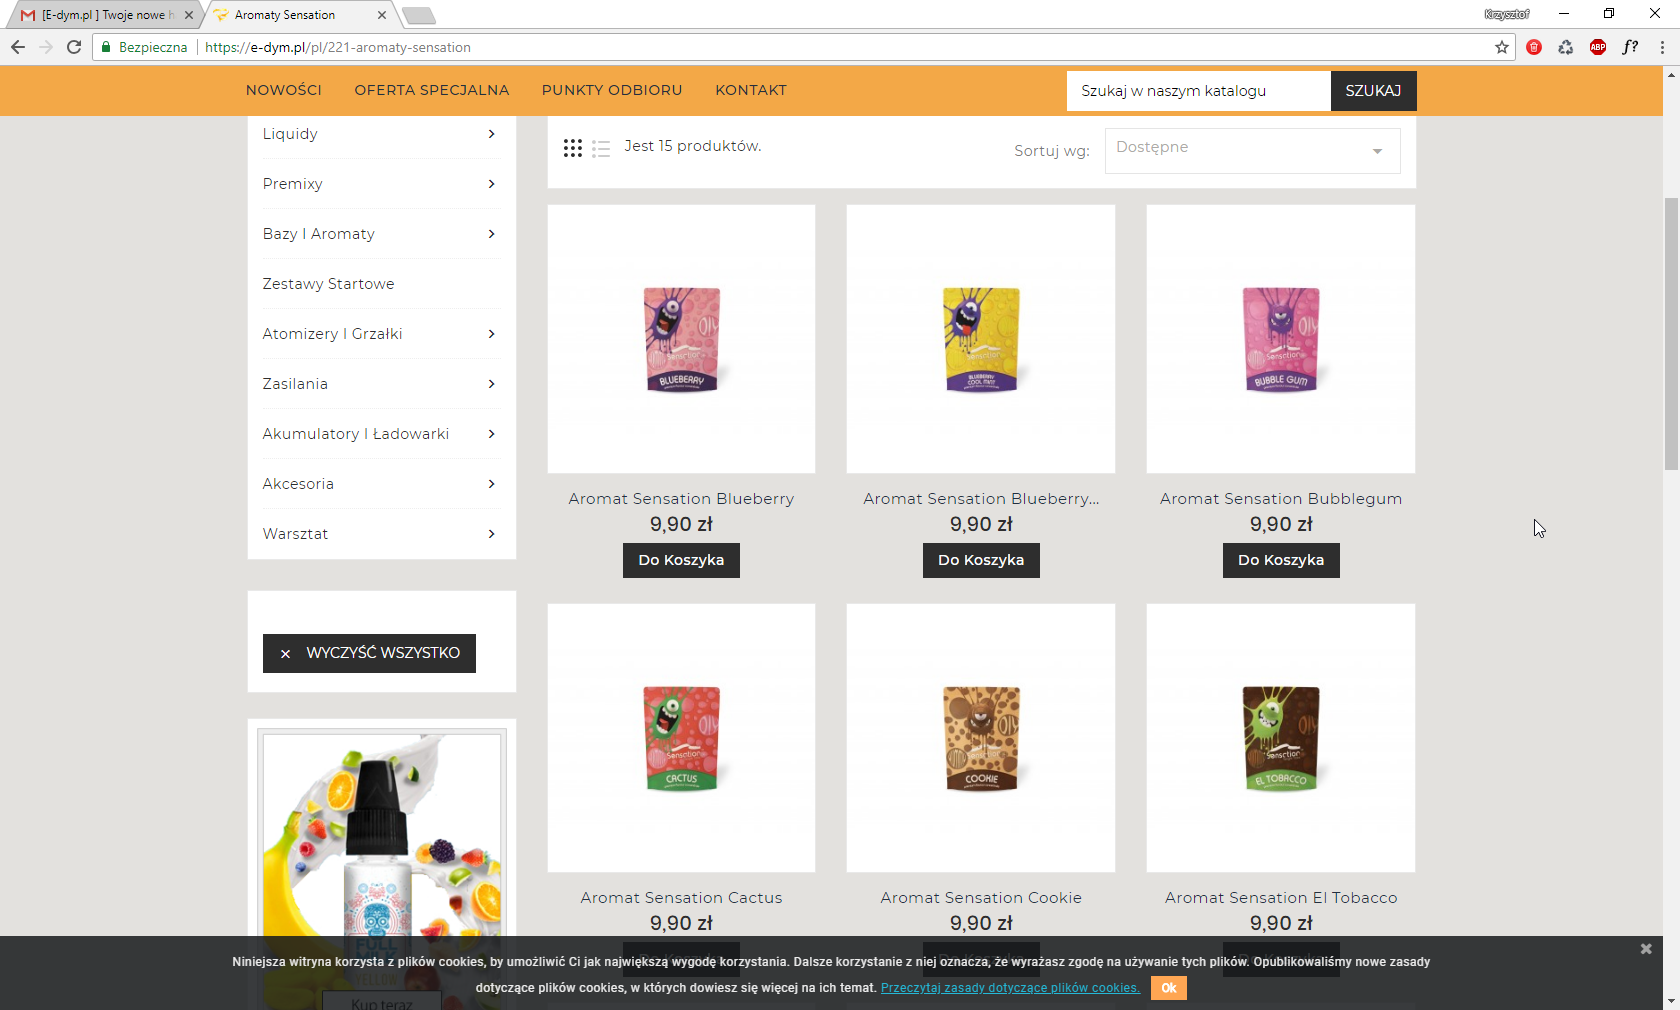 [E-dym.pl ] Twoje nowe h
Aromaty Sensation
Krzysztof
Bezpieczna
https://e-dym.pl/pl/221-aromaty-sensation
ABP
f?
NOWOŚCI
OFERTA SPECJALNA
PUNKTY ODBIORU
KONTAKT
Szukaj w naszym katalogu
SZUKAJ
Liquidy
Premixy
Bazy I Aromaty
Zestawy Startowe
Atomizery I Grzałki
Zasilania
Akumulatory I Ładowarki
Akcesoria
Warsztat
WYCZYŚĆ WSZYSTKO
FULL
YELLOW
Kup teraz
Jest 15 produktów.
Sortuj wg:
Dostępne
Sensation
BLUEBERRY
BLUEBERRY
COOL MINT
Sensation
BUBBLE GUM
Aromat Sensation Blueberry
9,90 zł
Do Koszyka
Aromat Sensation Blueberry...
9,90 zł
Do Koszyka
Aromat Sensation Bubblegum
9,90 zł
Do Koszyka
Sensation
CACTUS
Sensation
COOKIE
Sensation
EL TOBACCO
Aromat Sensation Cactus
9,90 zł
Aromat Sensation Cookie
9,90 zł
Aromat Sensation El Tobacco
9,90 zł
Niniejsza witryna korzysta z plików cookies, by umożliwić Ci jak największą wygodę korzystania. Dalsze korzystanie z niej oznacza, że wyrażasz zgodę na używanie tych plików. Opublikowaliśmy nowe zasady
dotyczące plików cookies, w których dowiesz się więcej na ich temat. Przeczytaj zasady dotyczące plików cookies.
Ok